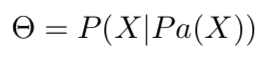 Θ = P(X|Pa(X))